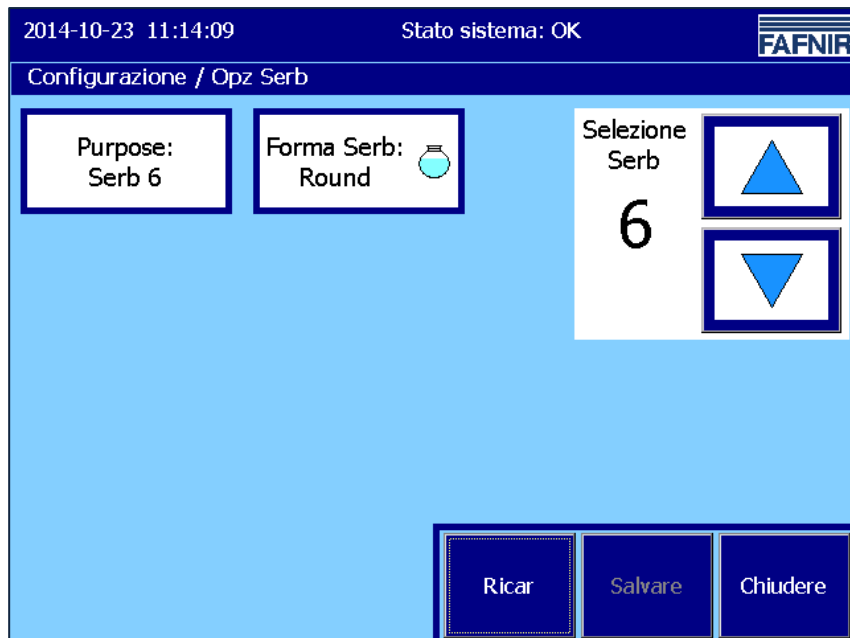 2014-10-23 11:14:09 Stato sistema: OK
FAFNIR
Configurazione / Opz Serb
Purpose:
Serb 6
Forma Serb:
Round
Selezione
Serb
6
Ricar
Salvare
Chiudere